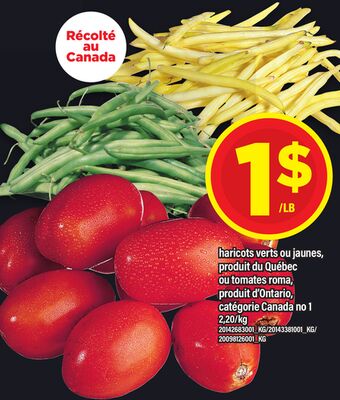 Récolté
au
Canada
1$
/LB
haricots verts ou jaunes,
produit du Québec
ou tomates roma,
produit d'Ontario,
catégorie Canada no 1
2,20/kg
20142683001_KG/20143381001_KG/
20098126001_KG